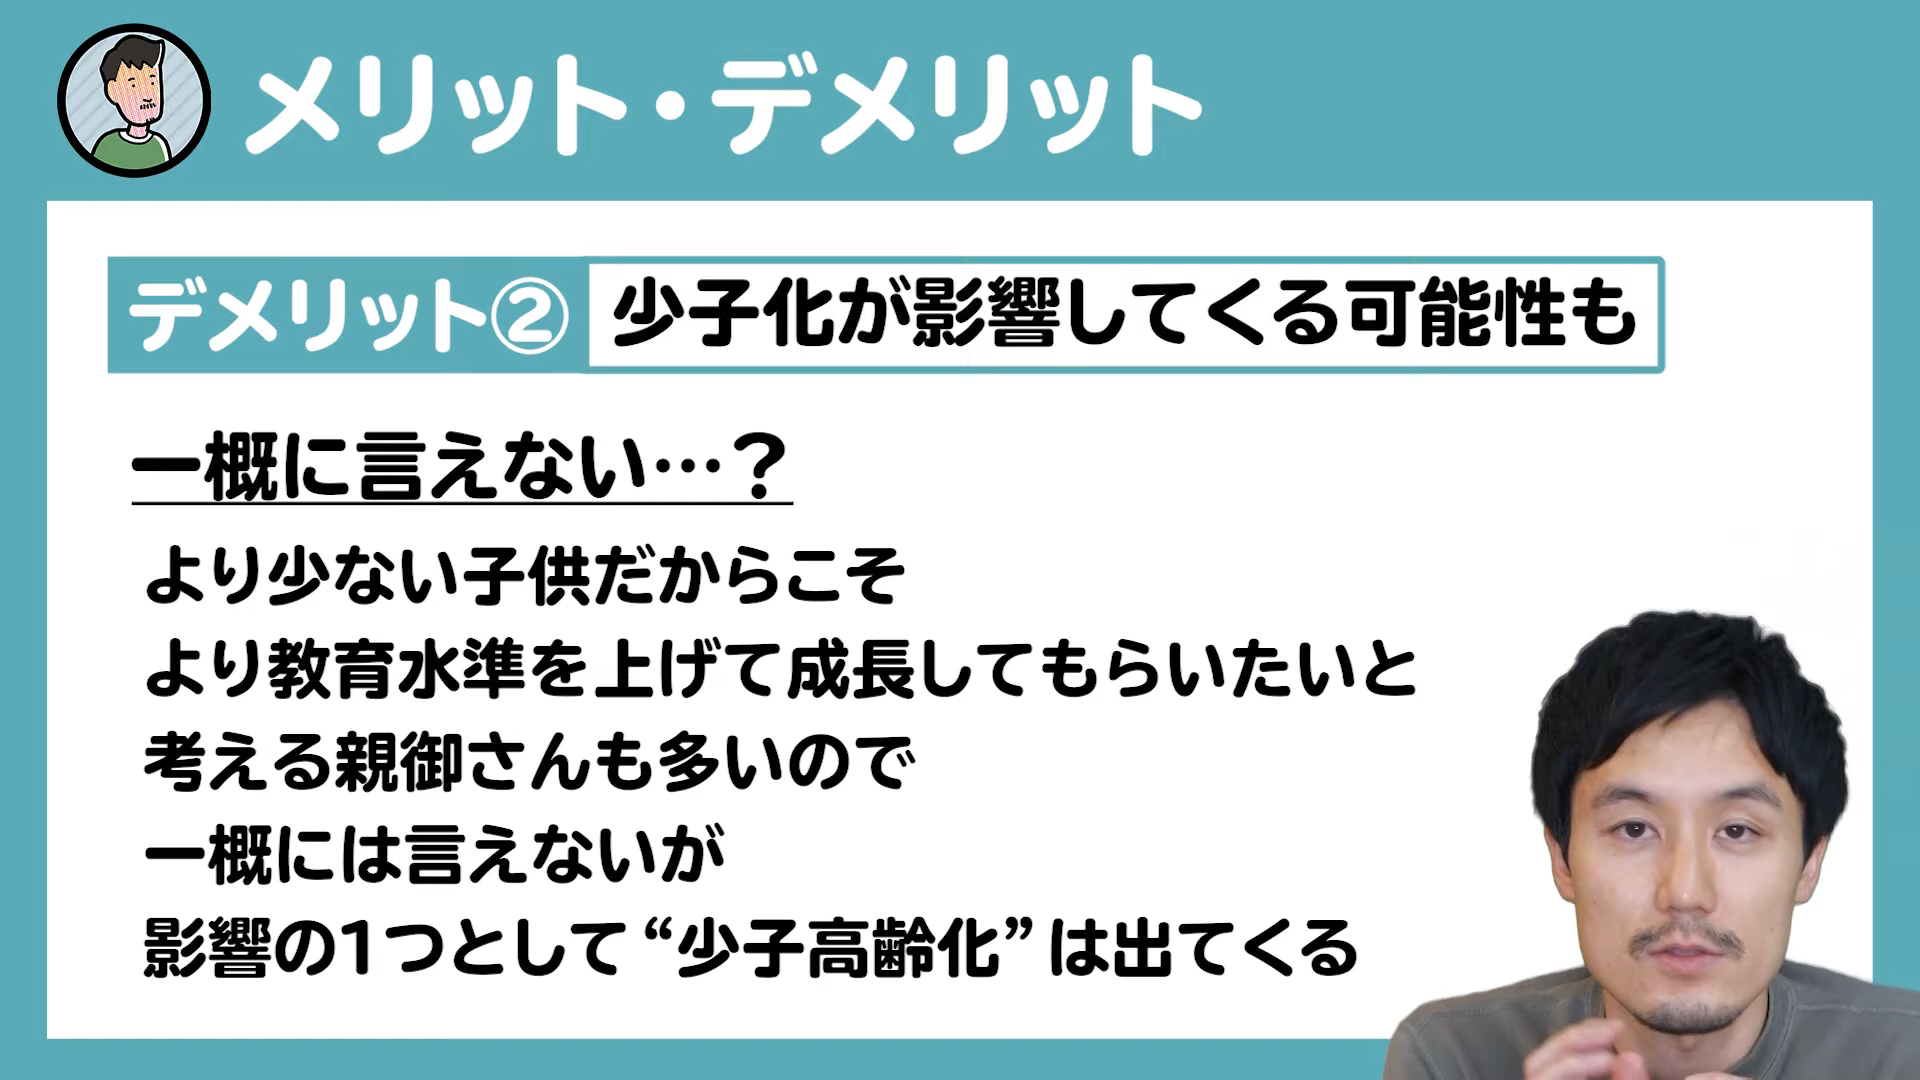 メリット・デメリット
デメリット② 少子化が影響してくる可能性も
一概に言えない…？
より少ない子供だからこそ
より教育水準を上げて成長してもらいたいと
考える親御さんも多いので
一概には言えないが
影響の1つとして“少子高齢化”は出てくる